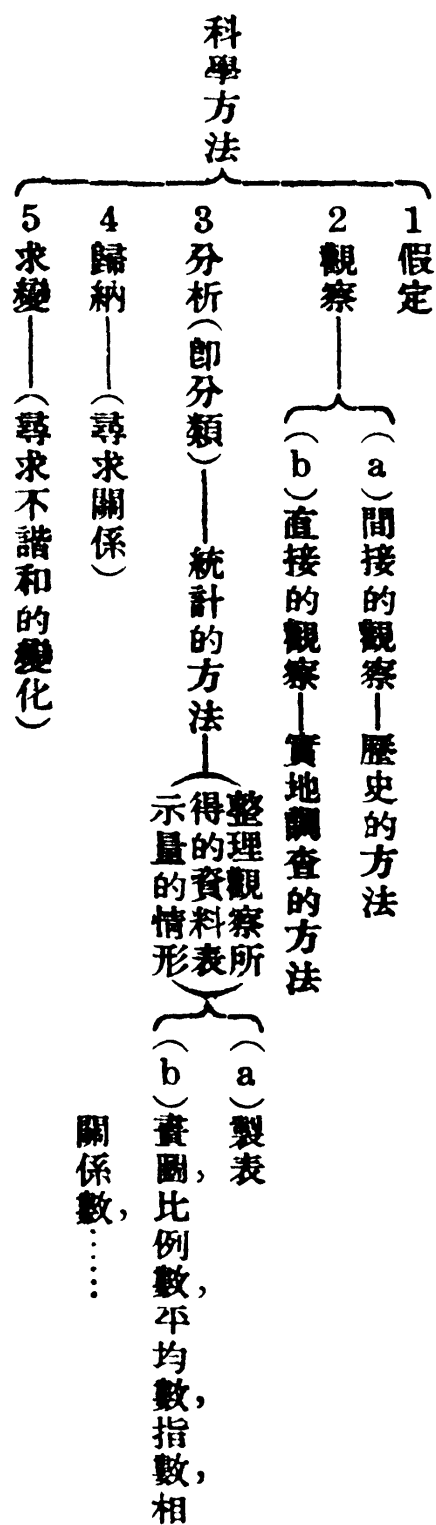 科學方法
1假定
2觀察
(a)間接的觀察—歷史的方法
(b)直接的觀察—實地調查的方法
3分析(即分類)——統計的方法—
(整理觀察所
得的資料表
示量的情形)
(a)製表
(b)畫圖,比例數,平均數,指數,相
關係數,……
4歸納——(尋求關係)
5求變——(尋求不諧和的變化)